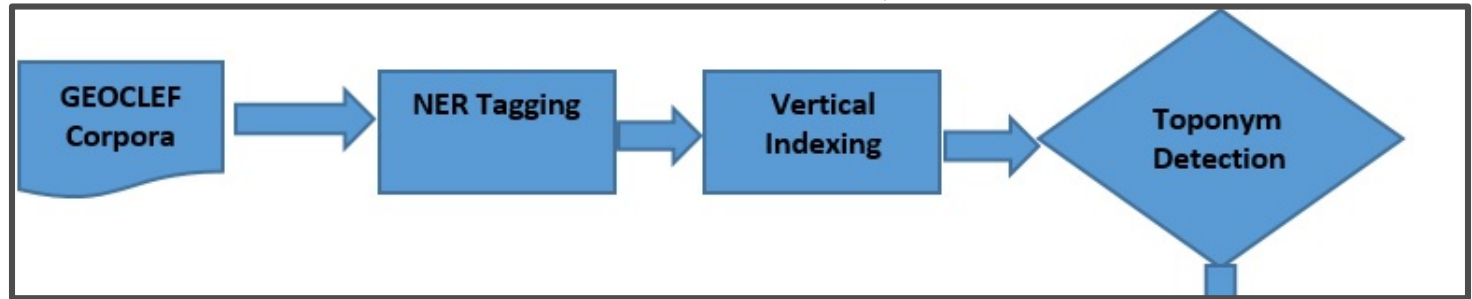 GEOCLEF
Corpora
NER Tagging
Vertical
Indexing
Toponym
Detection